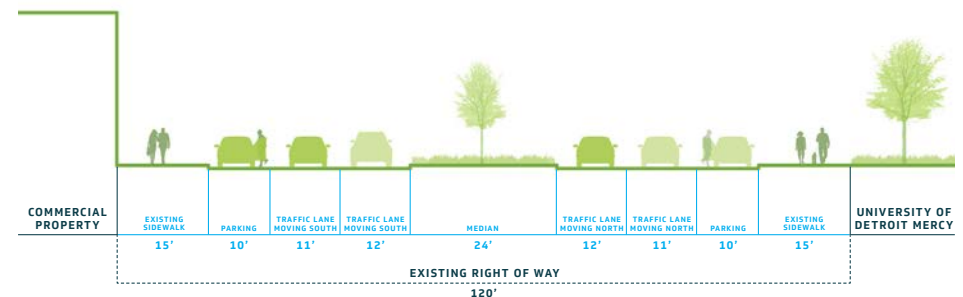 COMMERCIAL
PROPERTY
EXISTING
SIDEWALK
15'
PARKING
10'
TRAFFIC LANE
MOVING SOUTH
11'
TRAFFIC LANE
MOVING SOUTH
12'
MEDIAN
24'
TRAFFIC LANE
MOVING NORTH
12'
TRAFFIC LANE
MOVING NORTH
11'
PARKING
10'
EXISTING
SIDEWALK
15'
UNIVERSITY OF
DETROIT MERCY
EXISTING RIGHT OF WAY
120'